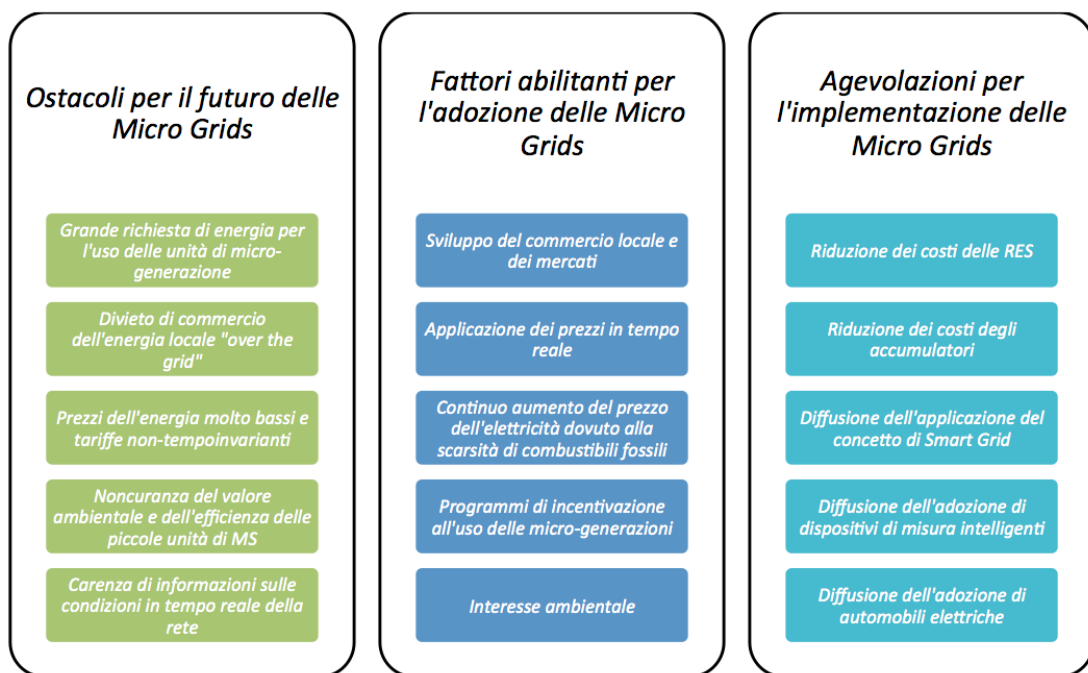 Ostacoli per il futuro delle
Micro Grids
Grande richiesta di energia per
l'uso delle unità di micro-
generazione
Divieto di commercio
dell'energia locale "over the
grid"
Prezzi dell'energia molto bassi e
tariffe non-tempoinvarianti
Noncuranza del valore
ambientale e dell'efficienza delle
piccole unità di MS
Carenza di informazioni sulle
condizioni in tempo reale della
rete
Fattori abilitanti per
l'adozione delle Micro
Grids
Sviluppo del commercio locale e
dei mercati
Applicazione dei prezzi in tempo
reale
Continuo aumento del prezzo
dell'elettricità dovuto alla
scarsità di combustibili fossili
Programmi di incentivazione
all'uso delle micro-generazioni
Interesse ambientale
Agevolazioni per
l'implementazione delle
Micro Grids
Riduzione dei costi delle RES
Riduzione dei costi degli
accumulatori
Diffusione dell'applicazione del
concetto di Smart Grid
Diffusione dell'adozione di
dispositivi di misura intelligenti
Diffusione dell'adozione di
automobili elettriche